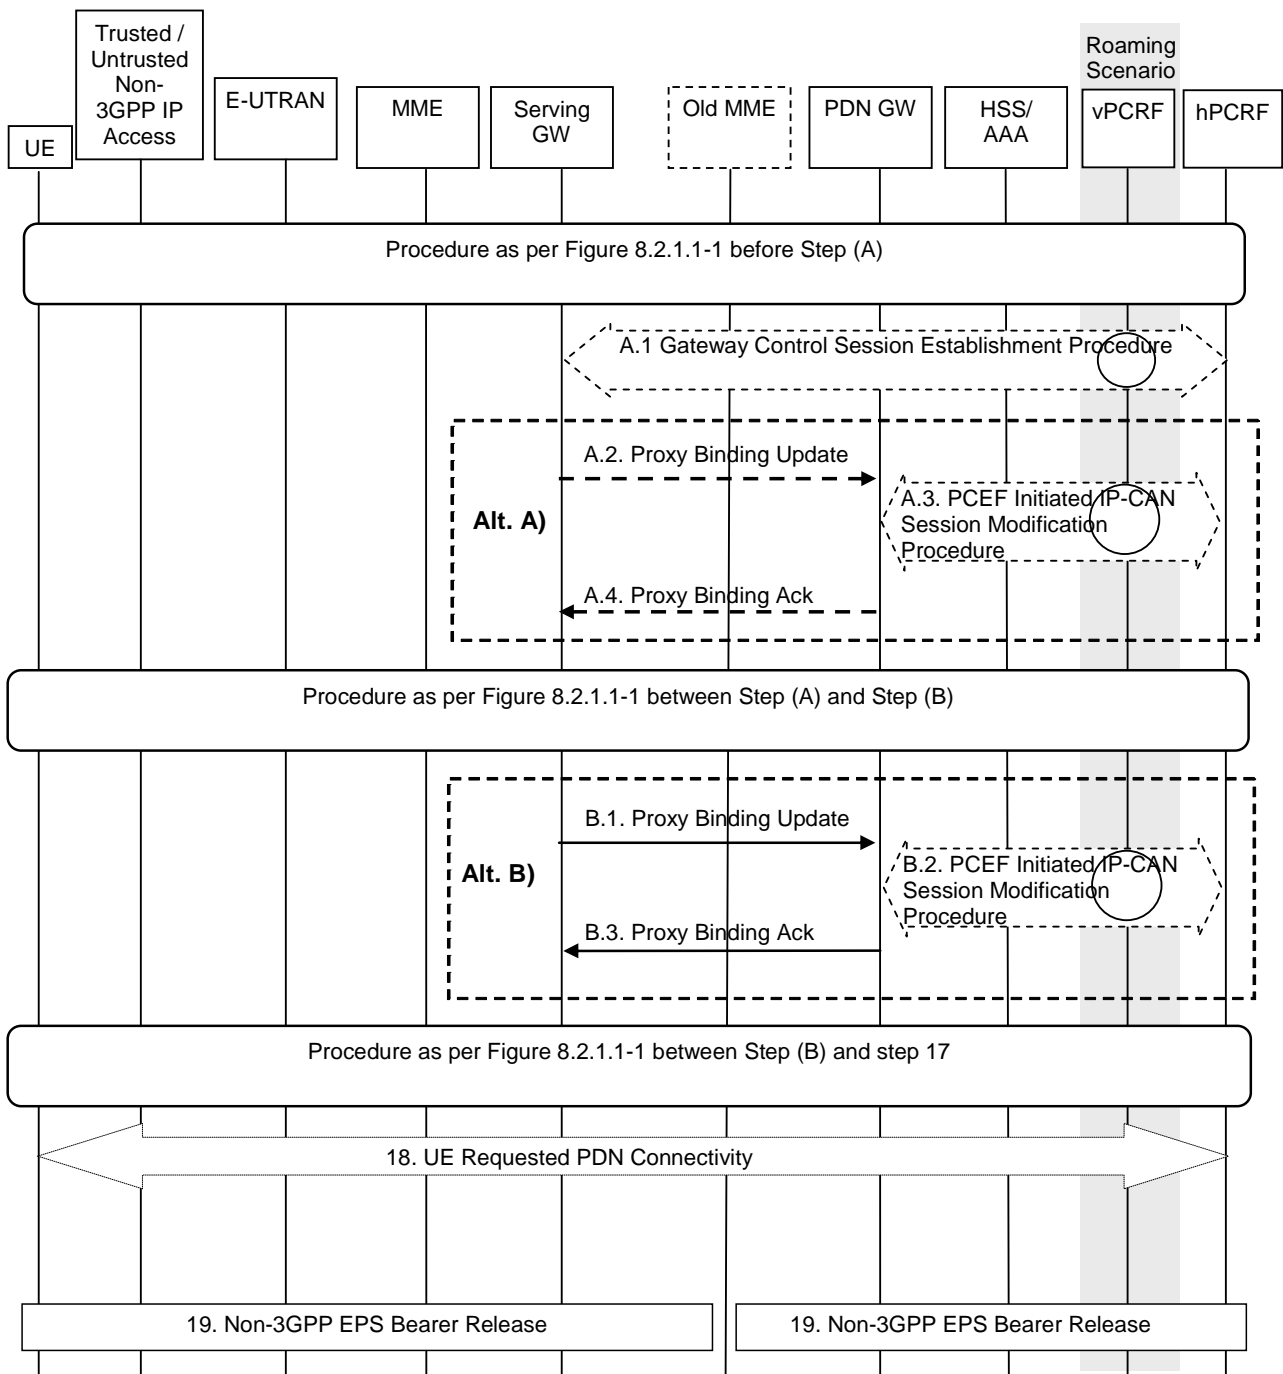 Trusted /
Untrusted
Non-
3GPP IP
Access
UE
E-UTRAN
MME
Serving
GW
Old MME
PDN GW
HSS/
AAA
Roaming
Scenario
vPCRF
hPCRF
Procedure as per Figure 8.2.1.1-1 before Step (A)
A.1 Gateway Control Session Establishment Procedure
Alt. A)
A.2. Proxy Binding Update
A.3. PCEF Initiated IP-CAN
Session Modification
Procedure
A.4. Proxy Binding Ack
Procedure as per Figure 8.2.1.1-1 between Step (A) and Step (B)
Alt. B)
B.1. Proxy Binding Update
B.2. PCEF Initiated IP-CAN
Session Modification
Procedure
B.3. Proxy Binding Ack
Procedure as per Figure 8.2.1.1-1 between Step (B) and step 17
18. UE Requested PDN Connectivity
19. Non-3GPP EPS Bearer Release
19. Non-3GPP EPS Bearer Release